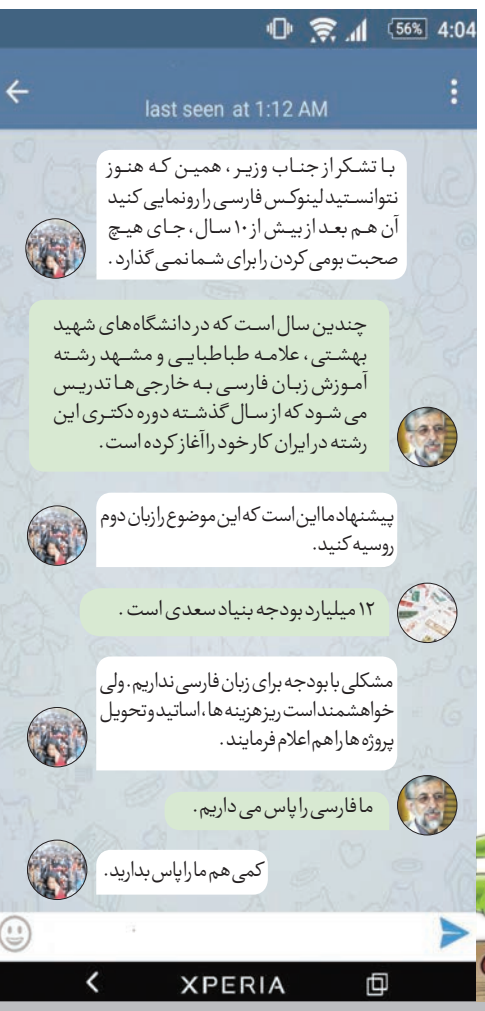 56% 4:04
last seen at 1:12 AM
با تشکر از جناب وزیر ، همین که هنوز
نتوانستید لینوکس فارسی را رونمایی کنید
آن هم بعد از بیش از ۱۰ سال ، جای هیچ
صحبت بومی کردن را برای شما نمی گذارد .
چندین سال است که در دانشگاه‌های شهید
بهشتی ، علامه طباطبایی و مشهد رشته
آموزش زبان فارسی به خارجی‌ها تدریس
می شود که از سال گذشته دوره دکتری این
رشته در ایران کار خود را آغاز کرده است .
پیشنهاد ما این است که این موضوع را زبان دوم
روسیه کنید.
۱۲ میلیارد بودجه بنیاد سعدی است .
مشکلی با بودجه برای زبان فارسی نداریم . ولی
خواهشمند است ریز هزینه ها ، اساتید و تحویل
پروژه ها را هم اعلام فرمایند .
ما فارسی را پاس می داریم .
کمی هم ما را پاس بدارید .
XPERIA